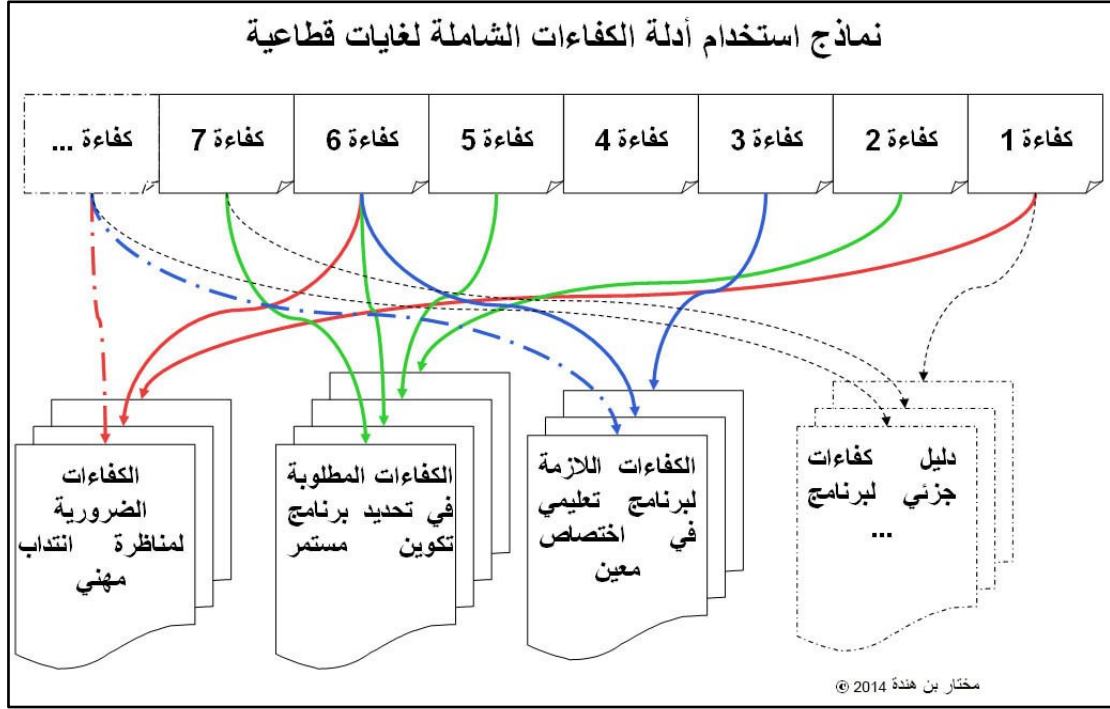 نماذج استخدام أدلة الكفاءات الشاملة لغايات قطاعية
كفاءة 1
كفاءة 2
كفاءة 3
كفاءة 4
كفاءة 5
كفاءة 6
كفاءة 7
كفاءة ...
دليل كفاءات
جزئي لبرنامج
...
الكفاءات اللازمة
لبرنامج تعليمي
في اختصاص
معين
الكفاءات المطلوبة
في تحديد برنامج
تكوين مستمر
الكفاءات
الضرورية
لمناظرة انتداب
مهني
مختار بن هندة 2014 ©